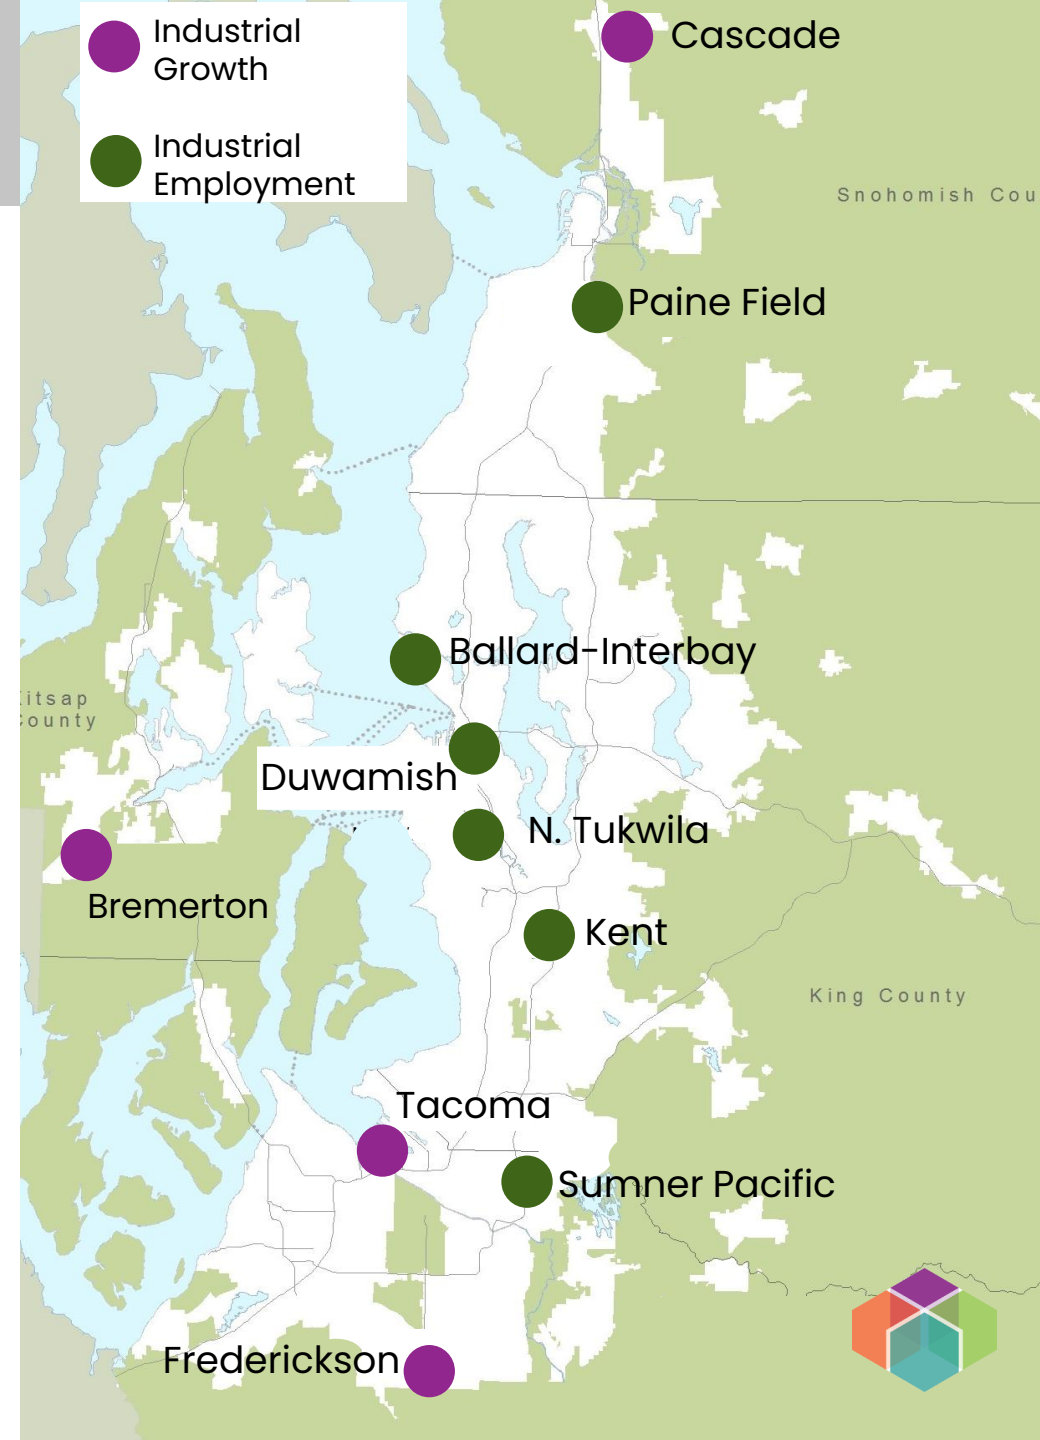 Industrial
Growth
Industrial
Employment
Cascade
Snohomish Cou
Paine Field
Ballard-Interbay
itsap
ounty
Duwamish
N. Tukwila
Bremerton
Kent
King County
Tacoma
Sumner Pacific
Frederickson